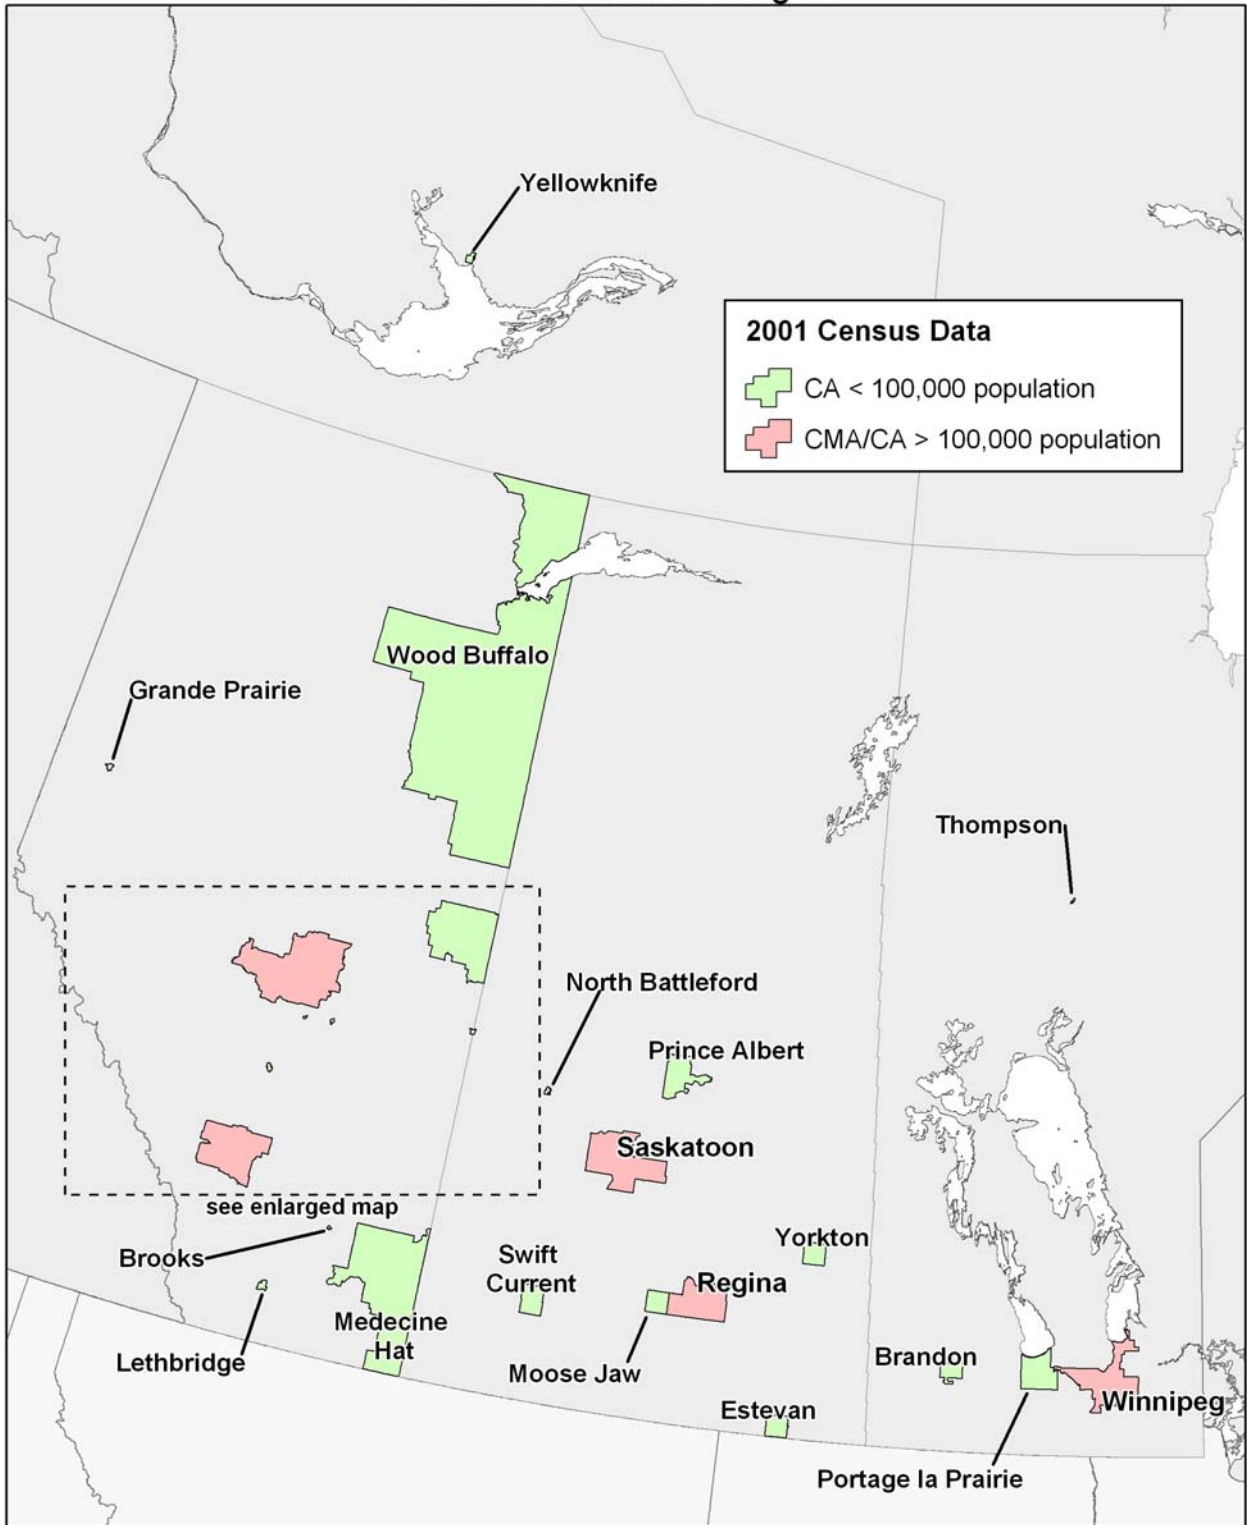 Yellowknife
2001 Census Data
CA < 100,000 population
CMA/CA > 100,000 population
Wood Buffalo
Grande Prairie
Thompson
North Battleford
Prince Albert
Saskatoon
see enlarged map
Brooks
Yorkton
Swift
Current
Regina
Medecine
Hat
Lethbridge
Moose Jaw
Brandon
Winnipeg
Estevan
Portage la Prairie